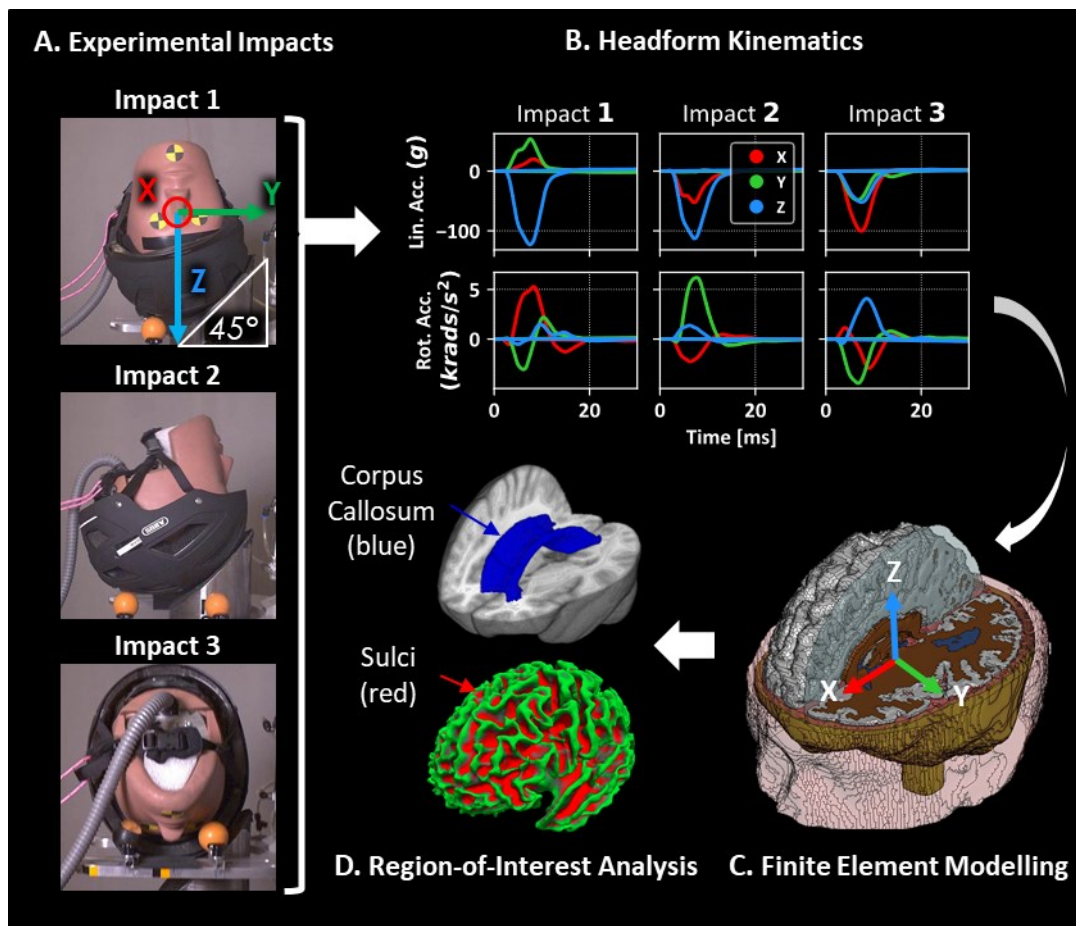 A. Experimental Impacts
Impact 1
X
Y
Z
45°
Impact 2
ABUS
Impact 3
B. Headform Kinematics
Impact 1
Impact 2
Impact 3
Lin. Acc. (g)
0
−100
X
Y
Z
Rot. Acc.
(krads/s²)
5
0
0
20
0
20
0
20
Time [ms]
Corpus
Callosum
(blue)
Sulci
(red)
Z
X
Y
D. Region-of-Interest Analysis
C. Finite Element Modelling